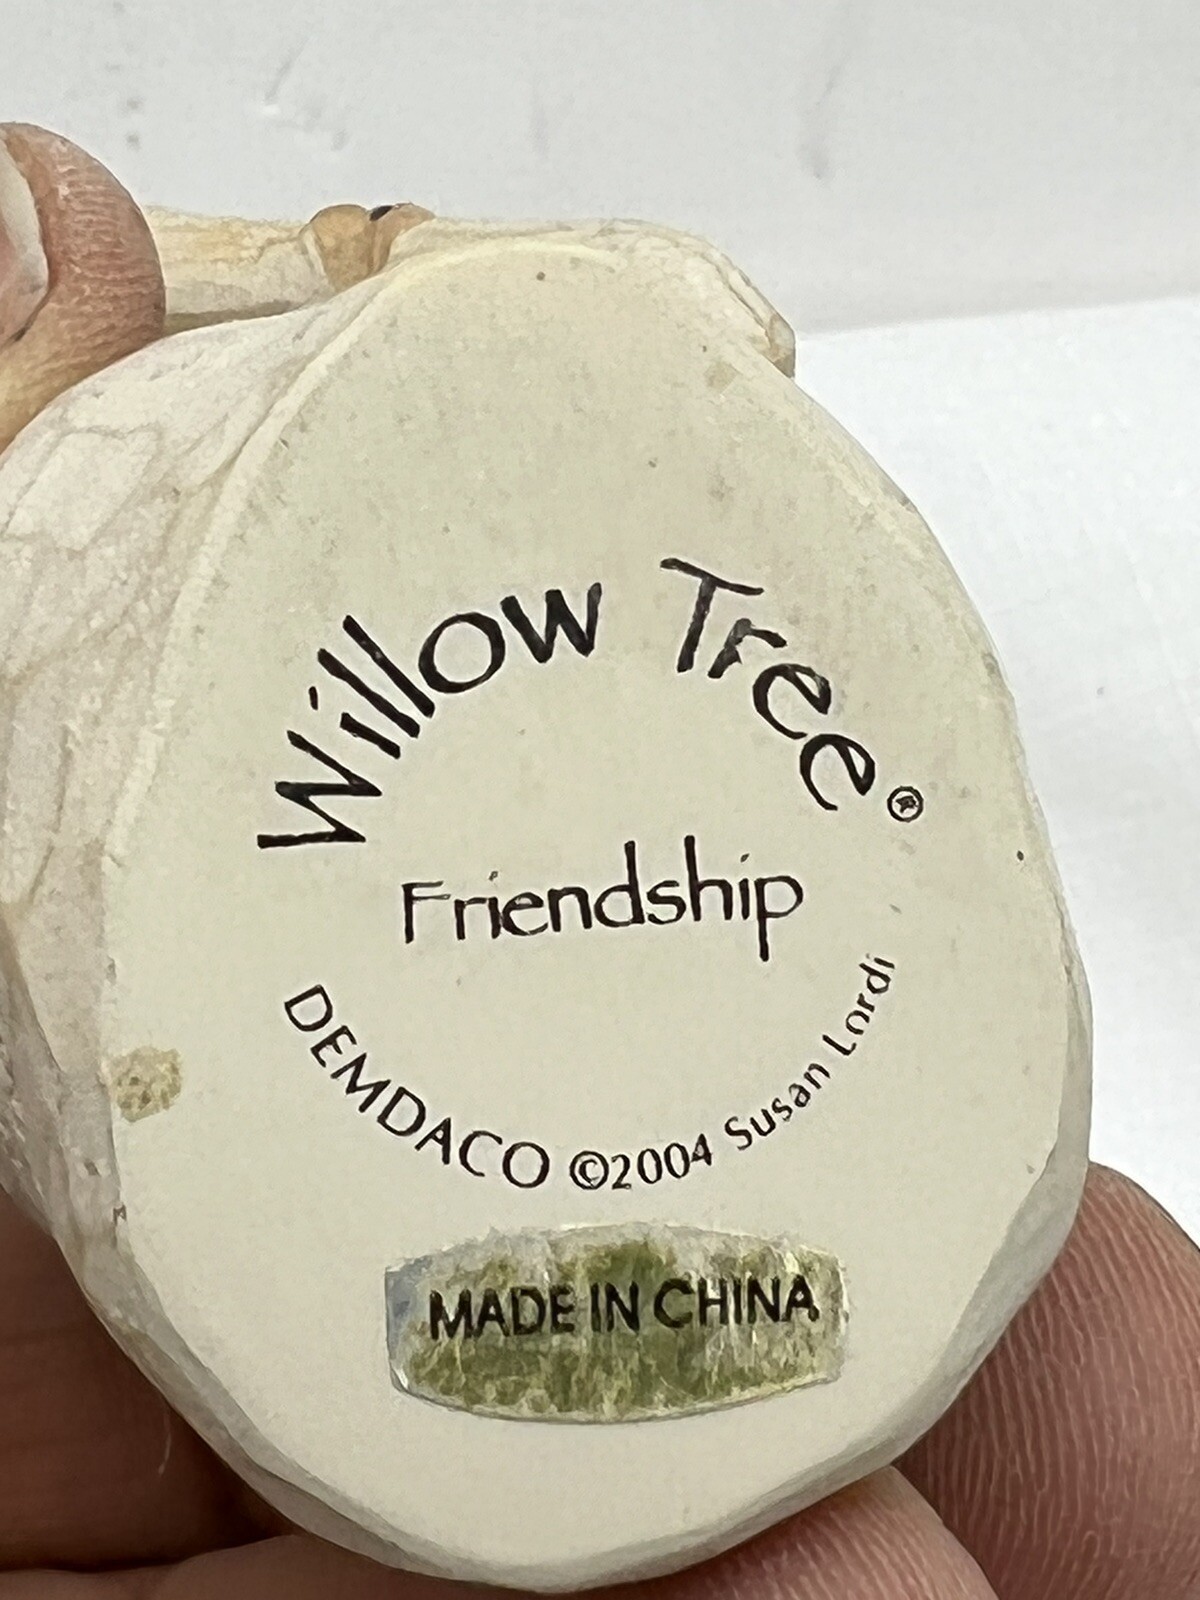 Willow Tree®
Friendship
DEMDACO ©2004 Susan Lordi
MADE IN CHINA